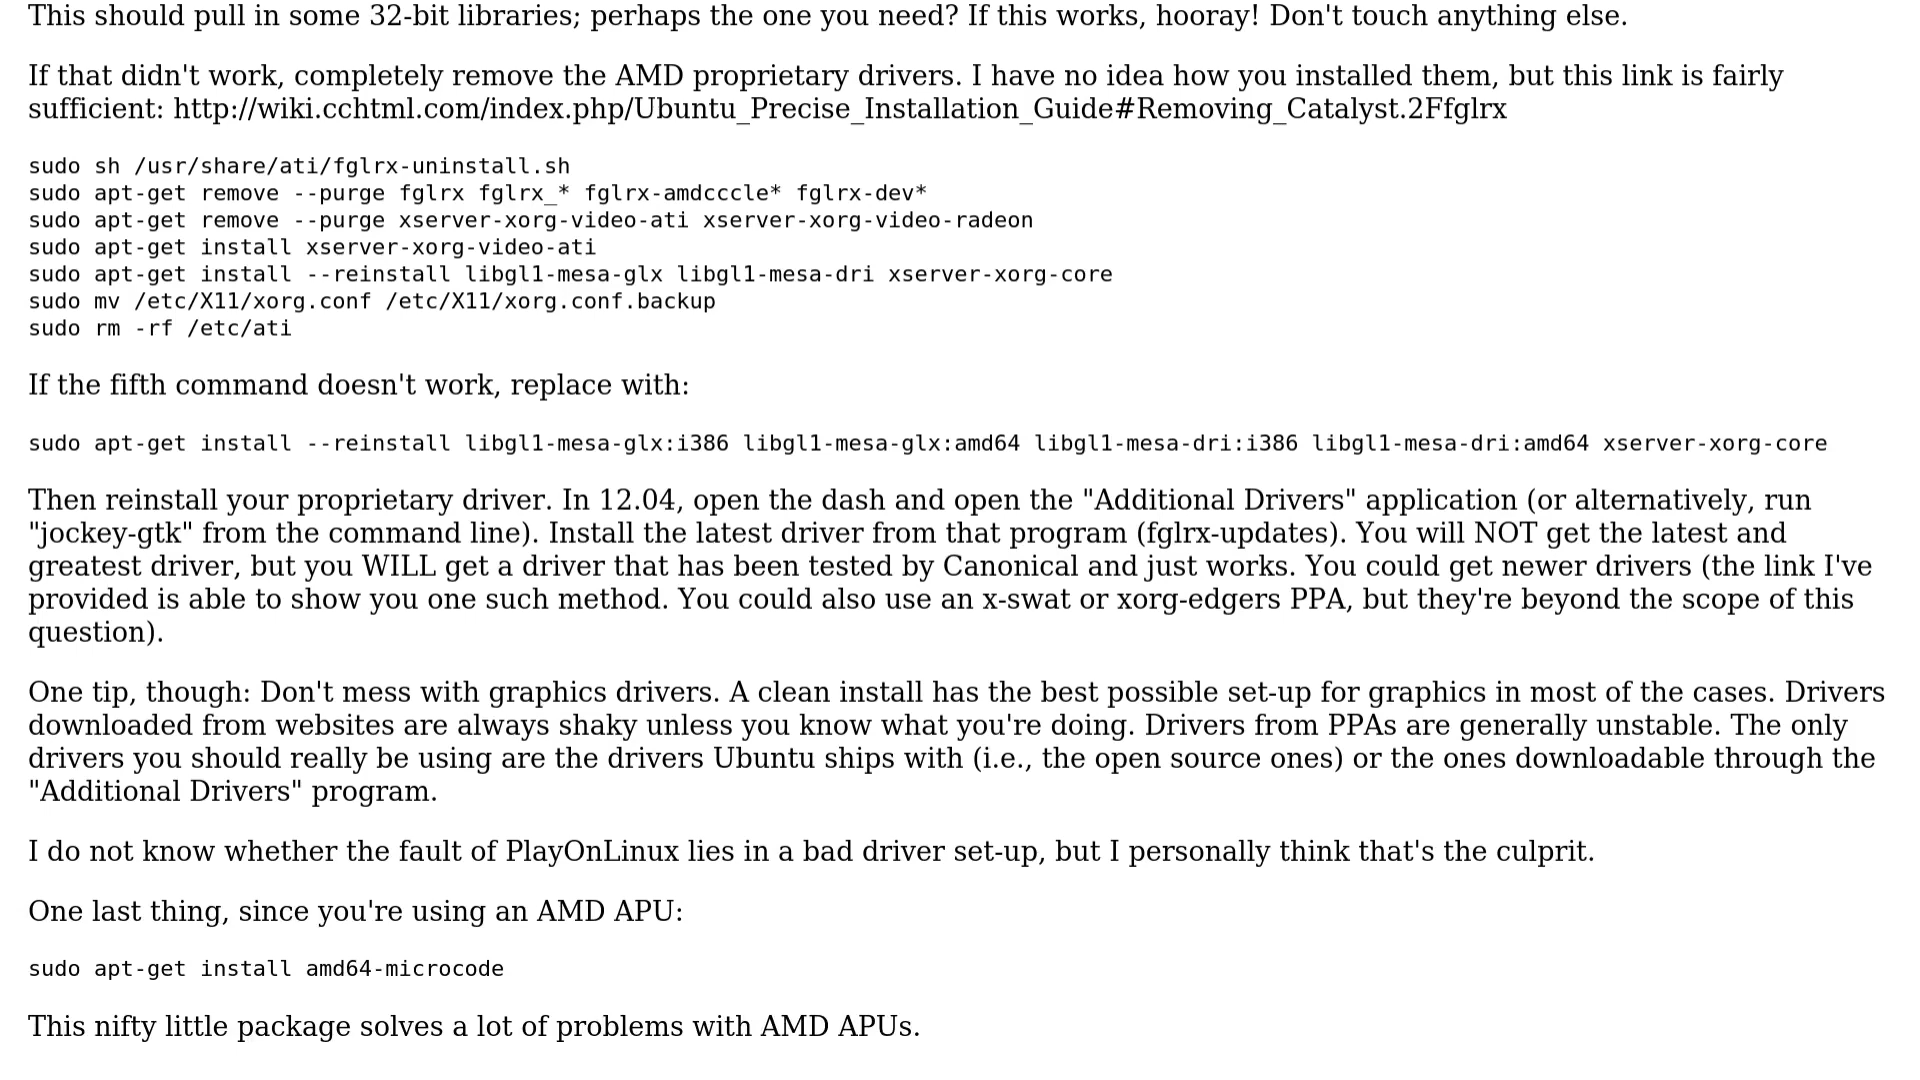 This should pull in some 32-bit libraries; perhaps the one you need? If this works, hooray! Don't touch anything else.
If that didn't work, completely remove the AMD proprietary drivers. I have no idea how you installed them, but this link is fairly
sufficient: http://wiki.cchtml.com/index.php/Ubuntu_Precise_Installation_Guide#Removing_Catalyst.2Ffglrx
sudo sh /usr/share/ati/fglrx-uninstall.sh
sudo apt-get remove --purge fglrx fglrx_* fglrx-amdcccle* fglrx-dev*
sudo apt-get remove --purge xserver-xorg-video-ati xserver-xorg-video-radeon
sudo apt-get install xserver-xorg-video-ati
sudo apt-get install --reinstall libgl1-mesa-glx libgl1-mesa-dri xserver-xorg-core
sudo mv /etc/X11/xorg.conf /etc/X11/xorg.conf.backup
sudo rm -rf /etc/ati
If the fifth command doesn't work, replace with:
sudo apt-get install --reinstall libgl1-mesa-glx:i386 libgl1-mesa-glx:amd64 libgl1-mesa-dri:i386 libgl1-mesa-dri:amd64 xserver-xorg-core
Then reinstall your proprietary driver. In 12.04, open the dash and open the "Additional Drivers" application (or alternatively, run
"jockey-gtk" from the command line). Install the latest driver from that program (fglrx-updates). You will NOT get the latest and
greatest driver, but you WILL get a driver that has been tested by Canonical and just works. You could get newer drivers (the link I've
provided is able to show you one such method. You could also use an x-swat or xorg-edgers PPA, but they're beyond the scope of this
question).
One tip, though: Don't mess with graphics drivers. A clean install has the best possible set-up for graphics in most of the cases. Drivers
downloaded from websites are always shaky unless you know what you're doing. Drivers from PPAs are generally unstable. The only
drivers you should really be using are the drivers Ubuntu ships with (i.e., the open source ones) or the ones downloadable through the
"Additional Drivers" program.
I do not know whether the fault of PlayOnLinux lies in a bad driver set-up, but I personally think that's the culprit.
One last thing, since you're using an AMD APU:
sudo apt-get install amd64-microcode
This nifty little package solves a lot of problems with AMD APUs.